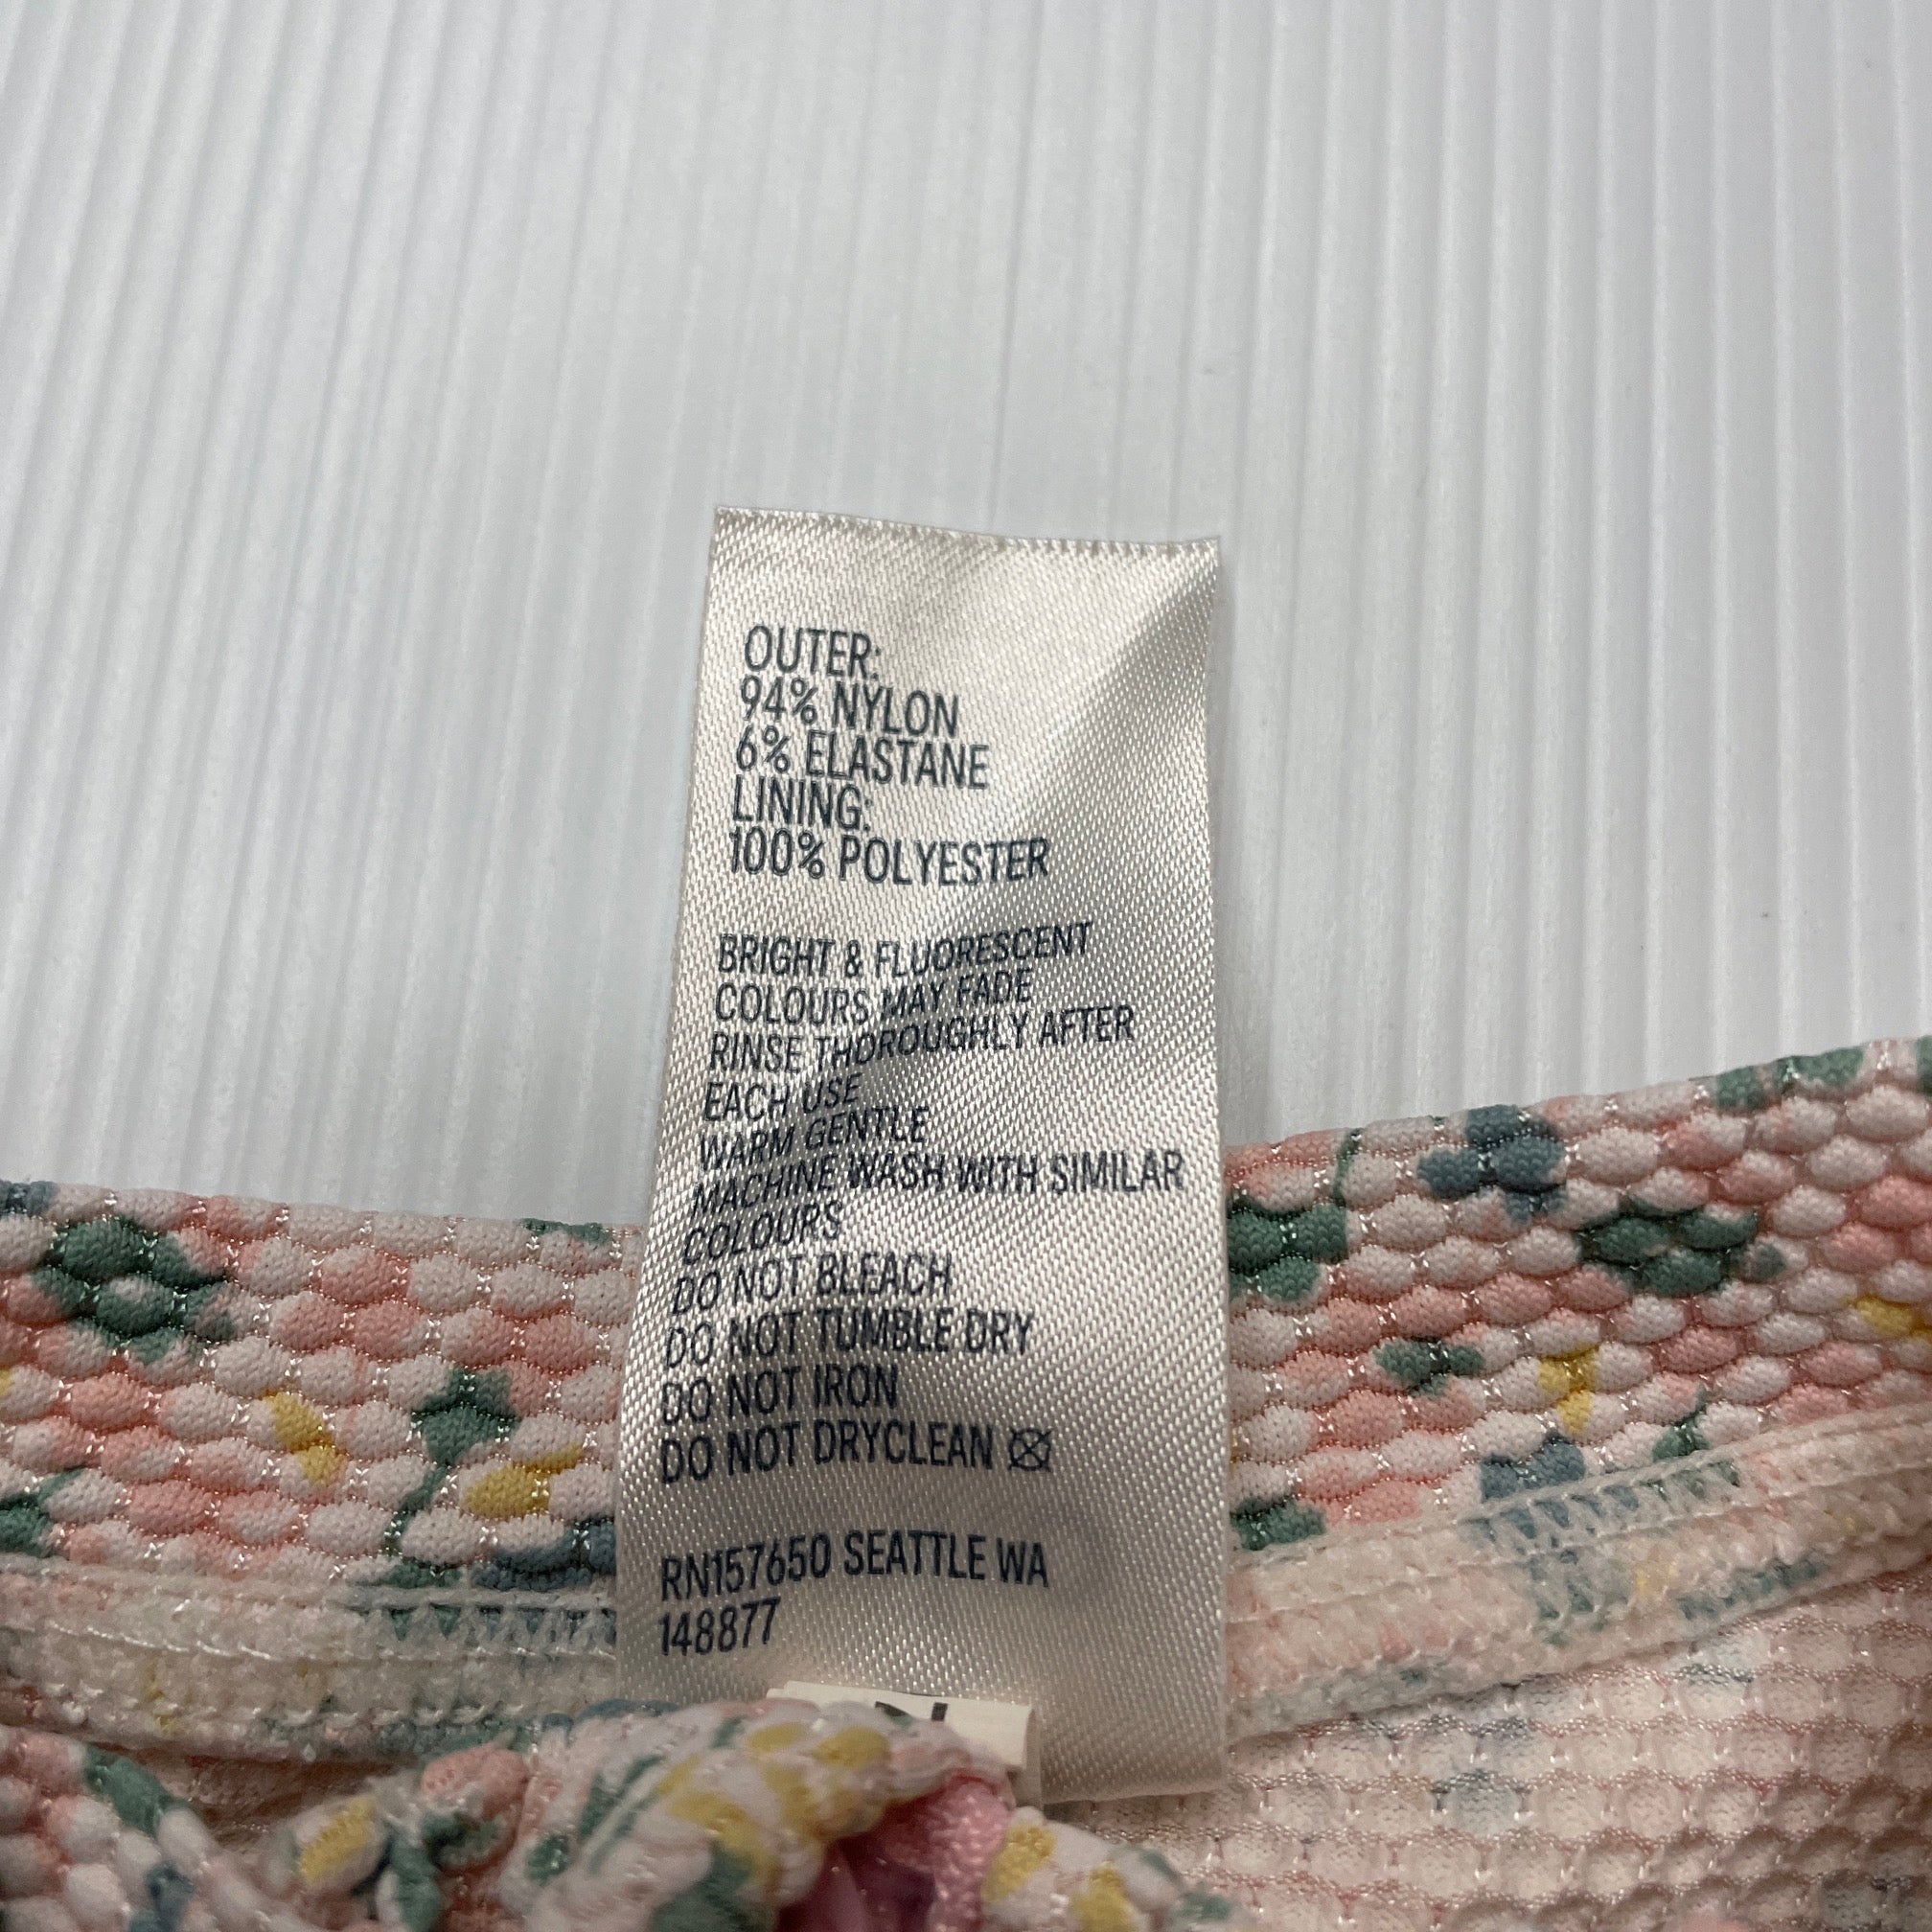 OUTER:
94% NYLON
6% ELASTANE
LINING:
100% POLYESTER
BRIGHT & FLUORESCENT
COLOURS MAY FADE
RINSE THOROUGHLY AFTER
EACH USE
WARM GENTLE
MACHINE WASH WITH SIMILAR
COLOURS
DO NOT BLEACH
DO NOT TUMBLE DRY
DO NOT IRON
DO NOT DRYCLEAN
RN157650 SEATTLE WA
148877